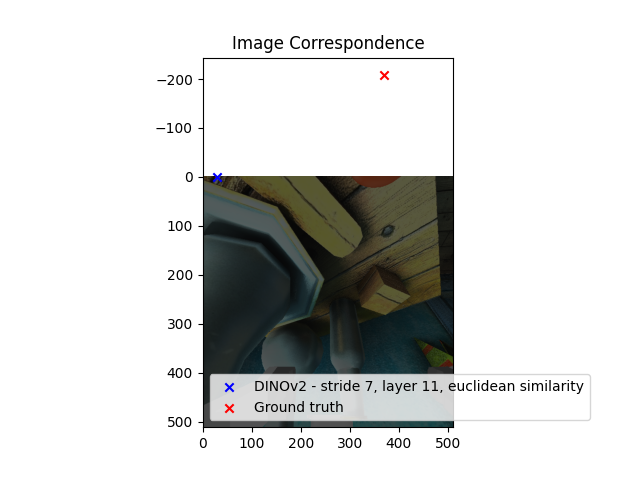 Image Correspondence
−200
−100
0
100
200
300
400
500
0 100 200 300 400 500
DINOv2 - stride 7, layer 11, euclidean similarity
Ground truth